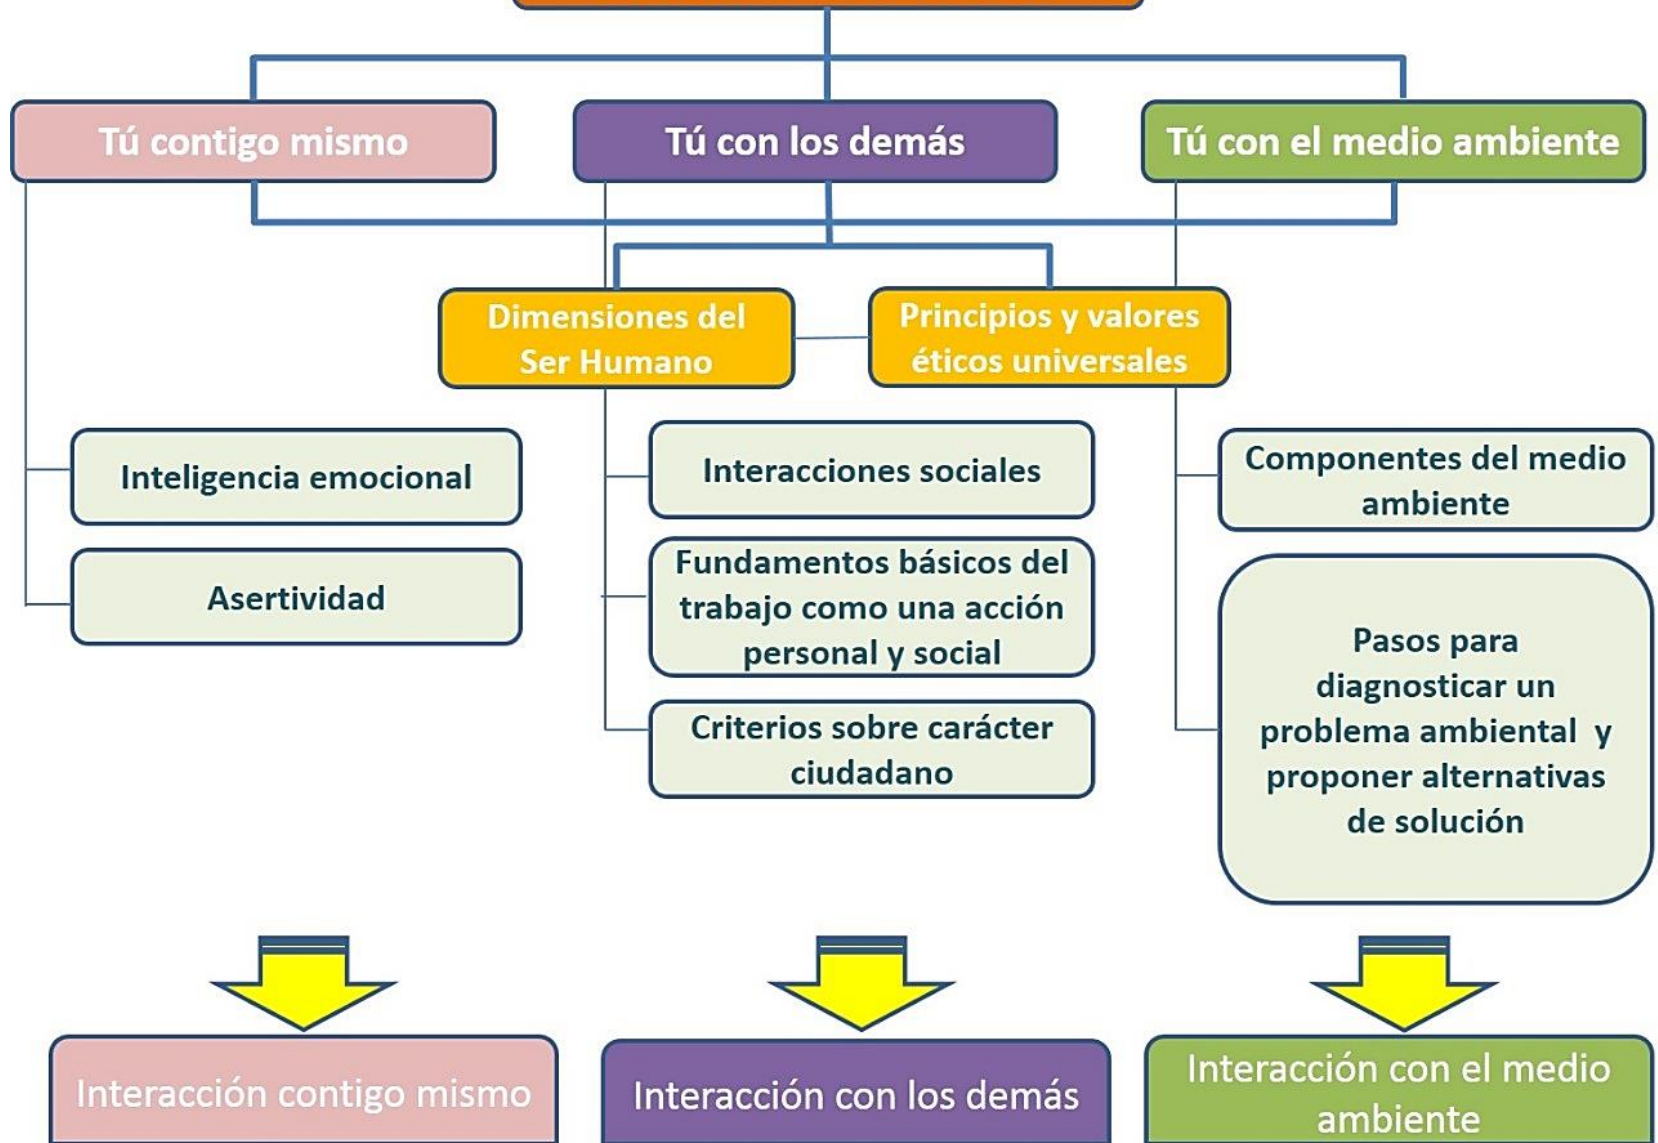 Tú contigo mismo
Tú con los demás
Tú con el medio ambiente
Dimensiones del
Ser Humano
Principios y valores
éticos universales
Inteligencia emocional
Asertividad
Interacciones sociales
Fundamentos básicos del
trabajo como una acción
personal y social
Criterios sobre carácter
ciudadano
Componentes del medio
ambiente
Pasos para
diagnosticar un
problema ambiental y
proponer alternativas
de solución
Interacción contigo mismo
Interacción con los demás
Interacción con el medio
ambiente